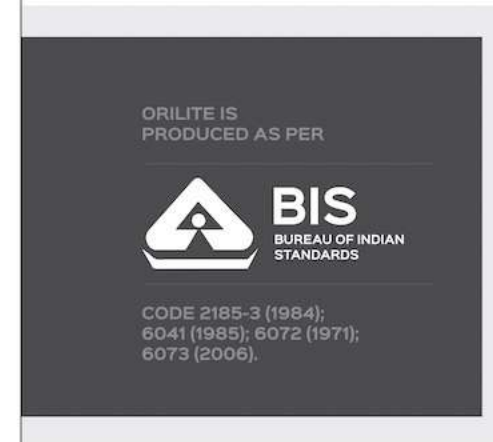 ORILITE IS
PRODUCED AS PER
BIS
BUREAU OF INDIAN
STANDARDS
CODE 2185-3 (1984);
6041 (1985); 6072 (1971);
6073 (2006).